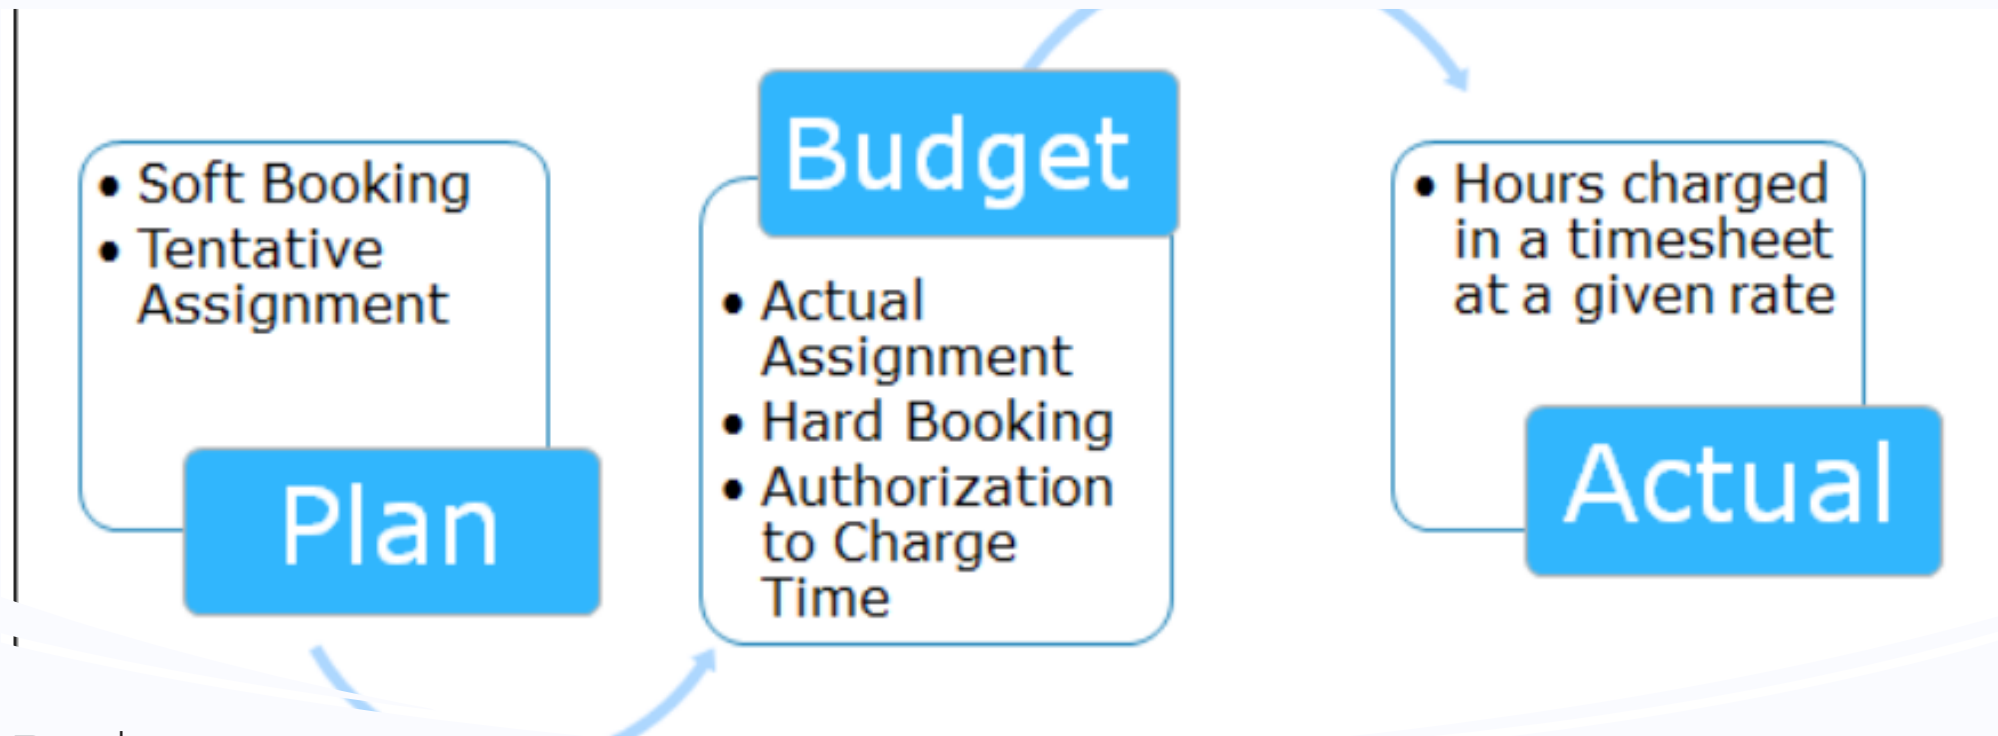 • Soft Booking
• Tentative
Assignment
Plan
Budget
• Actual
Assignment
• Hard Booking
• Authorization
to Charge
Time
• Hours charged
in a timesheet
at a given rate
Actual